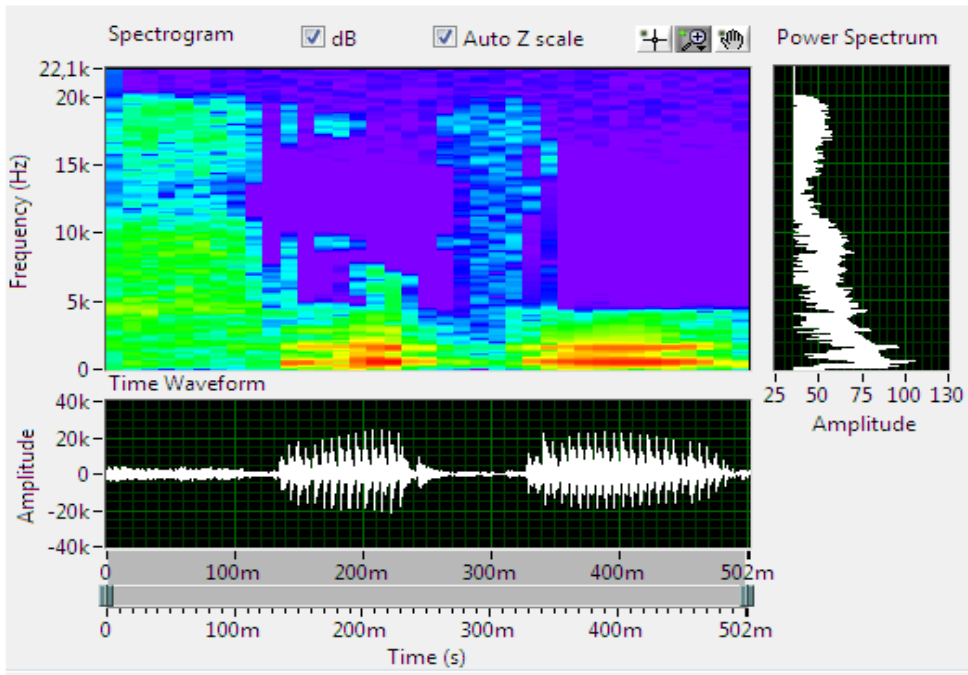 Spectrogram dB Auto Z scale Power Spectrum
22,1k
20k
15k
10k
5k
0
Frequency (Hz)
25 50 75 100 130
Amplitude
Time Waveform
40k
20k
0
-20k
-40k
Amplitude
0 100m 200m 300m 400m 502m
0 100m 200m 300m 400m 502m
Time (s)